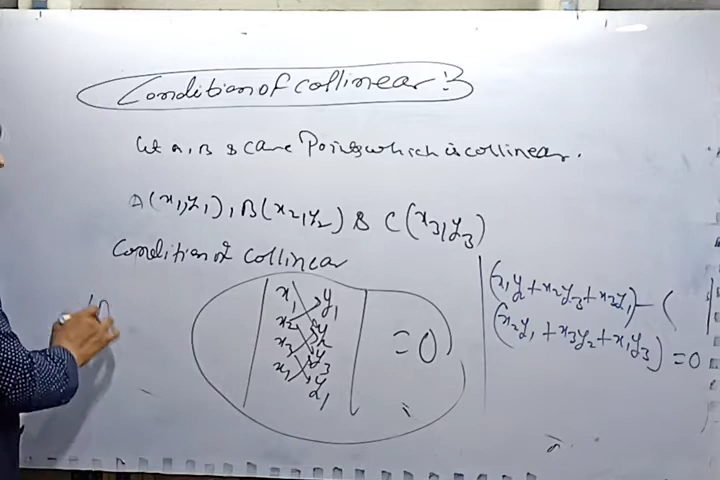 Condition of collinear :-
let A, B & C are Points which is collinear.
A(x₁,y₁), B(x₂,y₂) & C(x₃,y₃)
Condition of collinear
| x₁ y₁
x₂ y₂
x₃ y₃
x₁ y₁ | = 0
(x₁y₂+x₂y₃+x₃y₁) - (
(x₂y₁ + x₃y₂ + x₁y₃) = 0